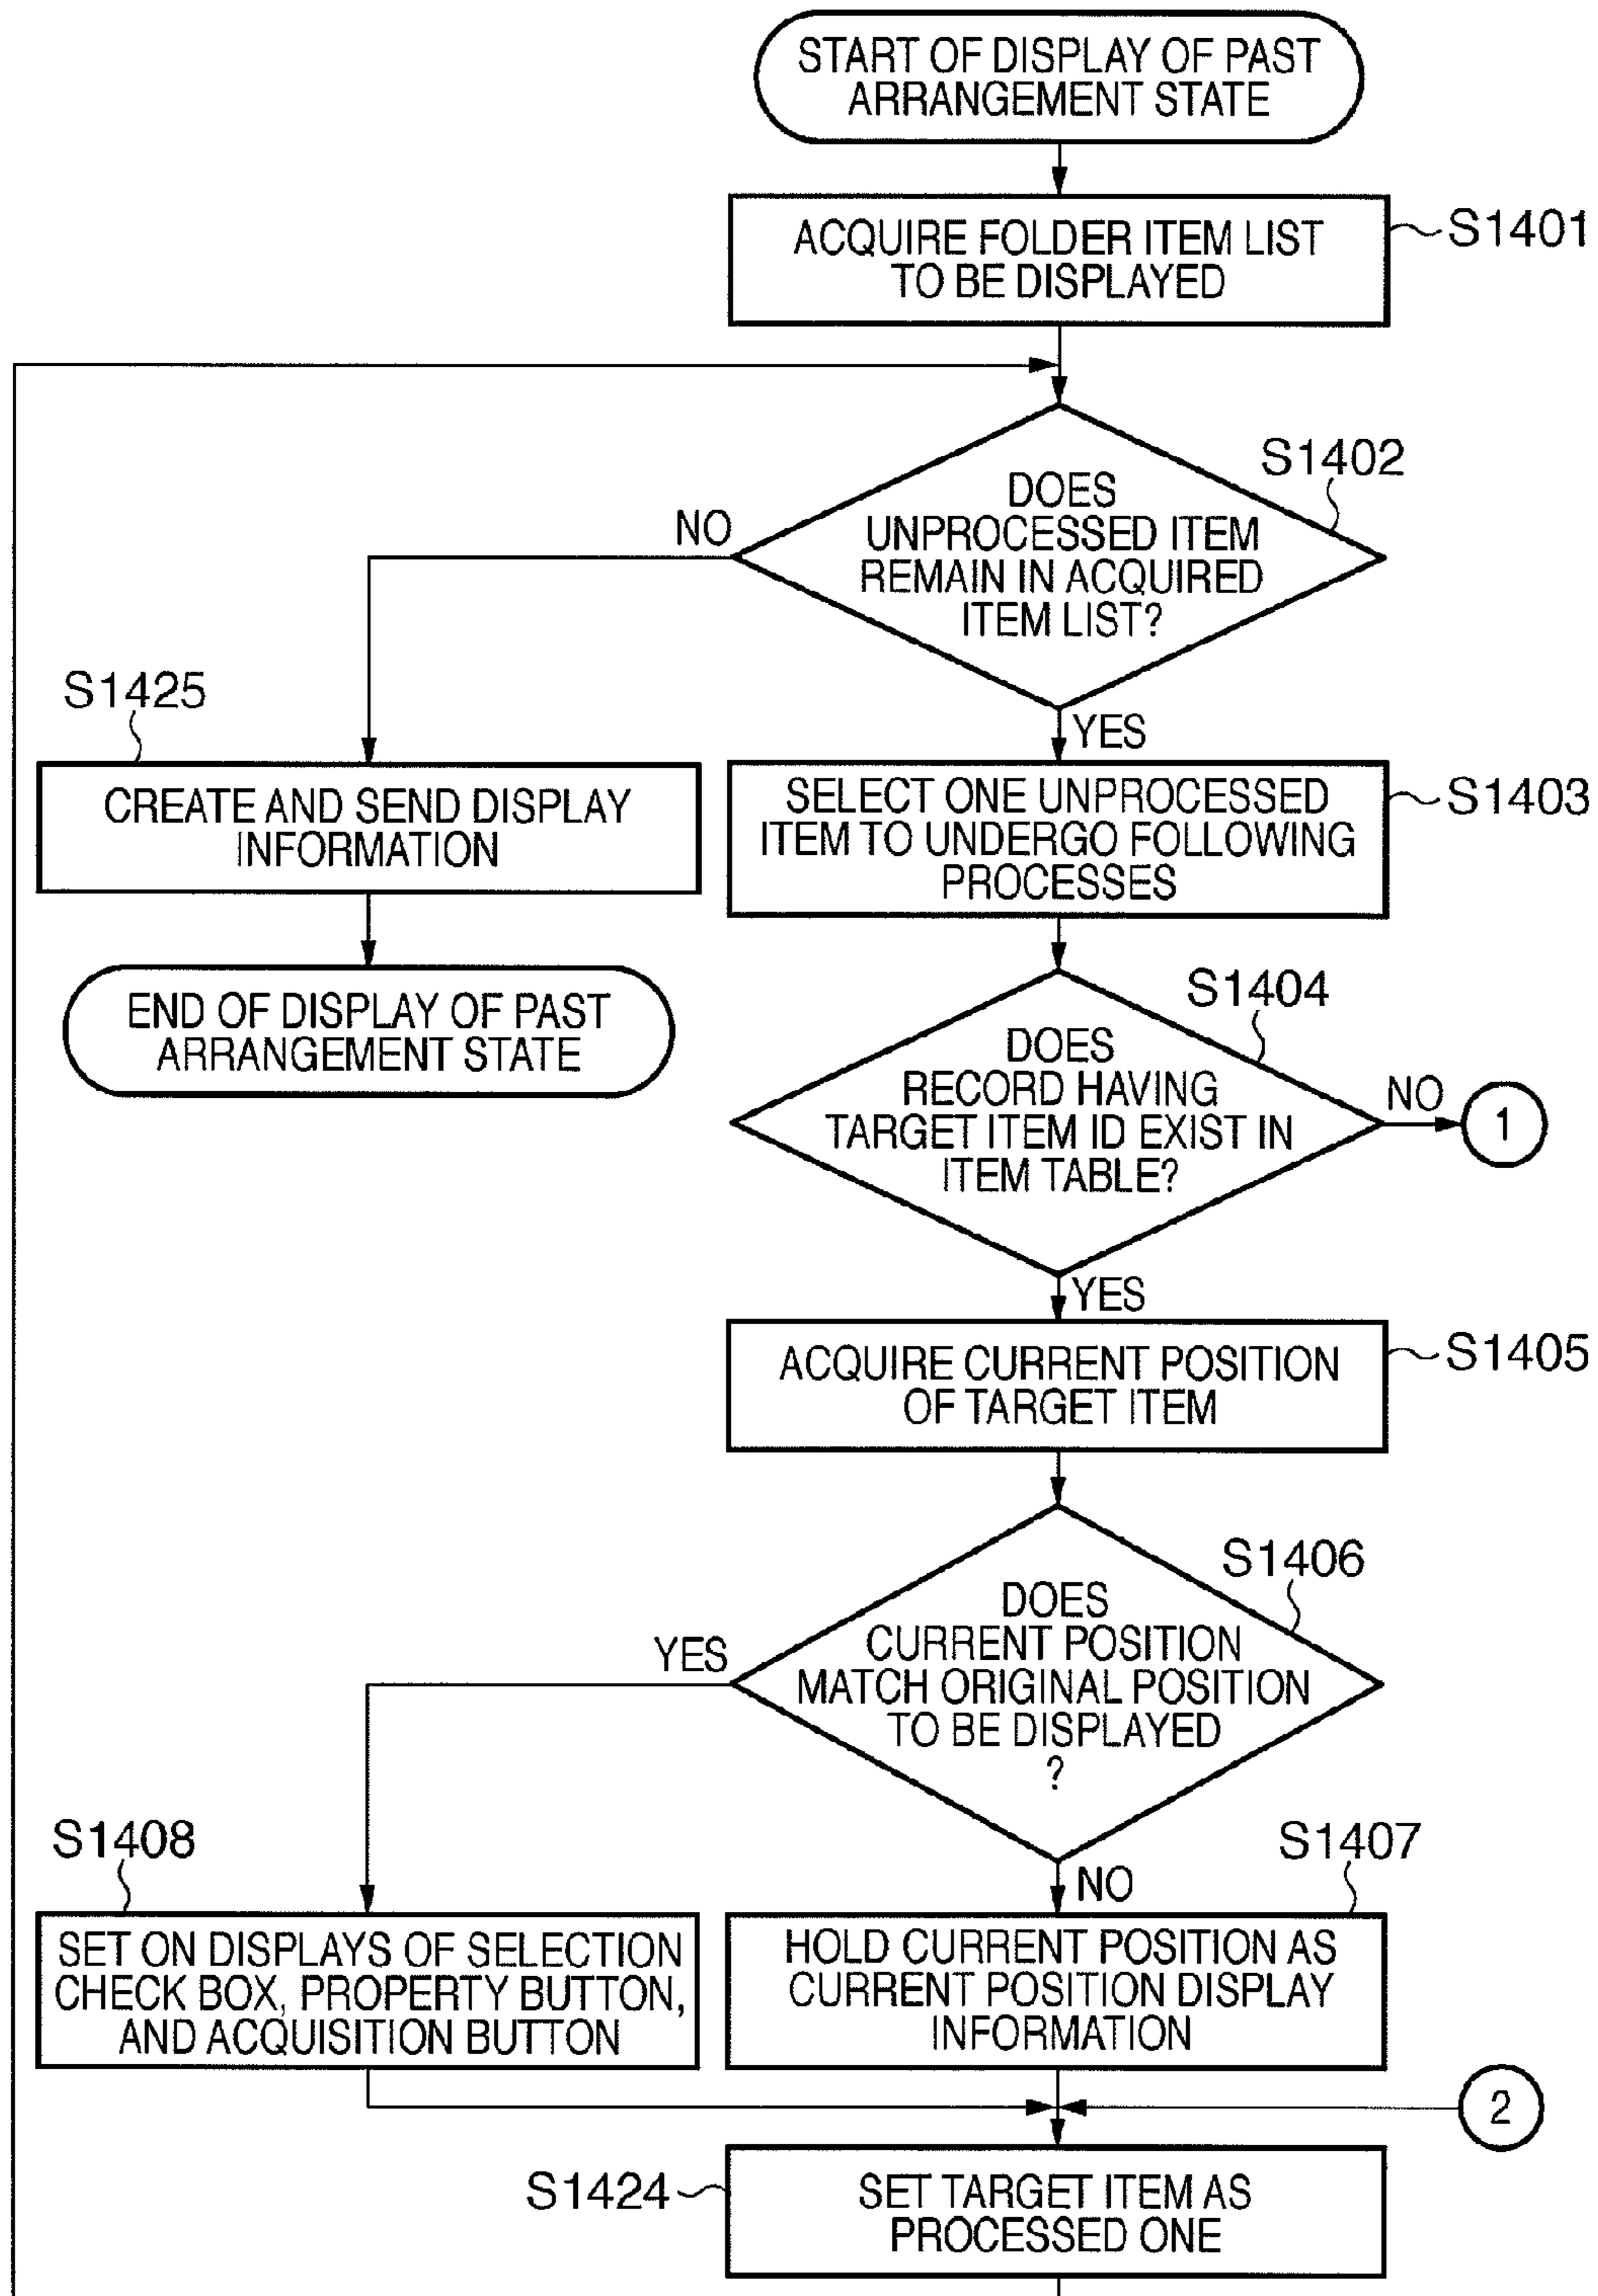 START OF DISPLAY OF PAST
ARRANGEMENT STATE
ACQUIRE FOLDER ITEM LIST
TO BE DISPLAYED
S1401
S1402
DOES
UNPROCESSED ITEM
REMAIN IN ACQUIRED
ITEM LIST?
NO
YES
S1425
CREATE AND SEND DISPLAY
INFORMATION
END OF DISPLAY OF PAST
ARRANGEMENT STATE
SELECT ONE UNPROCESSED
ITEM TO UNDERGO FOLLOWING
PROCESSES
S1403
S1404
DOES
RECORD HAVING
TARGET ITEM ID EXIST IN
ITEM TABLE?
NO
1
YES
ACQUIRE CURRENT POSITION
OF TARGET ITEM
S1405
S1406
DOES
CURRENT POSITION
MATCH ORIGINAL POSITION
TO BE DISPLAYED
?
YES
NO
S1408
SET ON DISPLAYS OF SELECTION
CHECK BOX, PROPERTY BUTTON,
AND ACQUISITION BUTTON
S1407
HOLD CURRENT POSITION AS
CURRENT POSITION DISPLAY
INFORMATION
2
S1424
SET TARGET ITEM AS
PROCESSED ONE